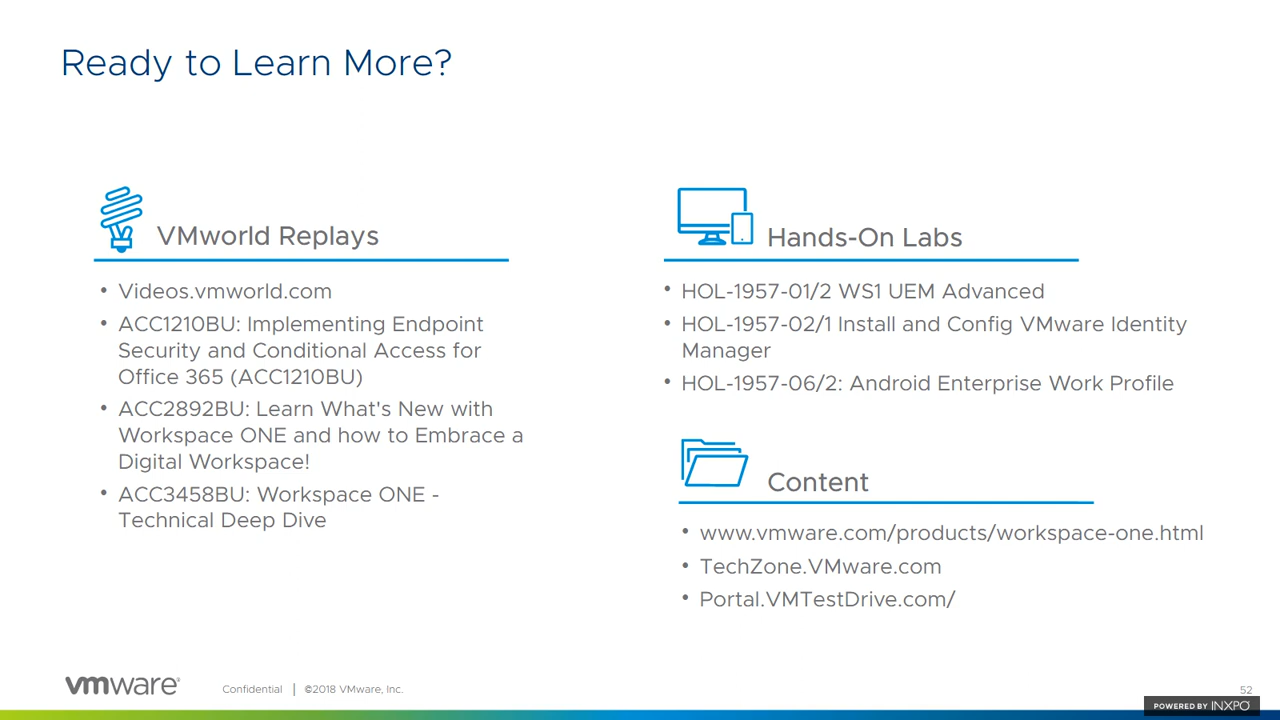 Ready to Learn More?
VMworld Replays
• Videos.vmworld.com
• ACC1210BU: Implementing Endpoint
Security and Conditional Access for
Office 365 (ACC1210BU)
• ACC2892BU: Learn What's New with
Workspace ONE and how to Embrace a
Digital Workspace!
• ACC3458BU: Workspace ONE -
Technical Deep Dive
Hands-On Labs
• HOL-1957-01/2 WS1 UEM Advanced
• HOL-1957-02/1 Install and Config VMware Identity
Manager
• HOL-1957-06/2: Android Enterprise Work Profile
Content
• www.vmware.com/products/workspace-one.html
• TechZone.VMware.com
• Portal.VMTestDrive.com/
vmware®
Confidential | ©2018 VMware, Inc.
52
POWERED BY INXPO